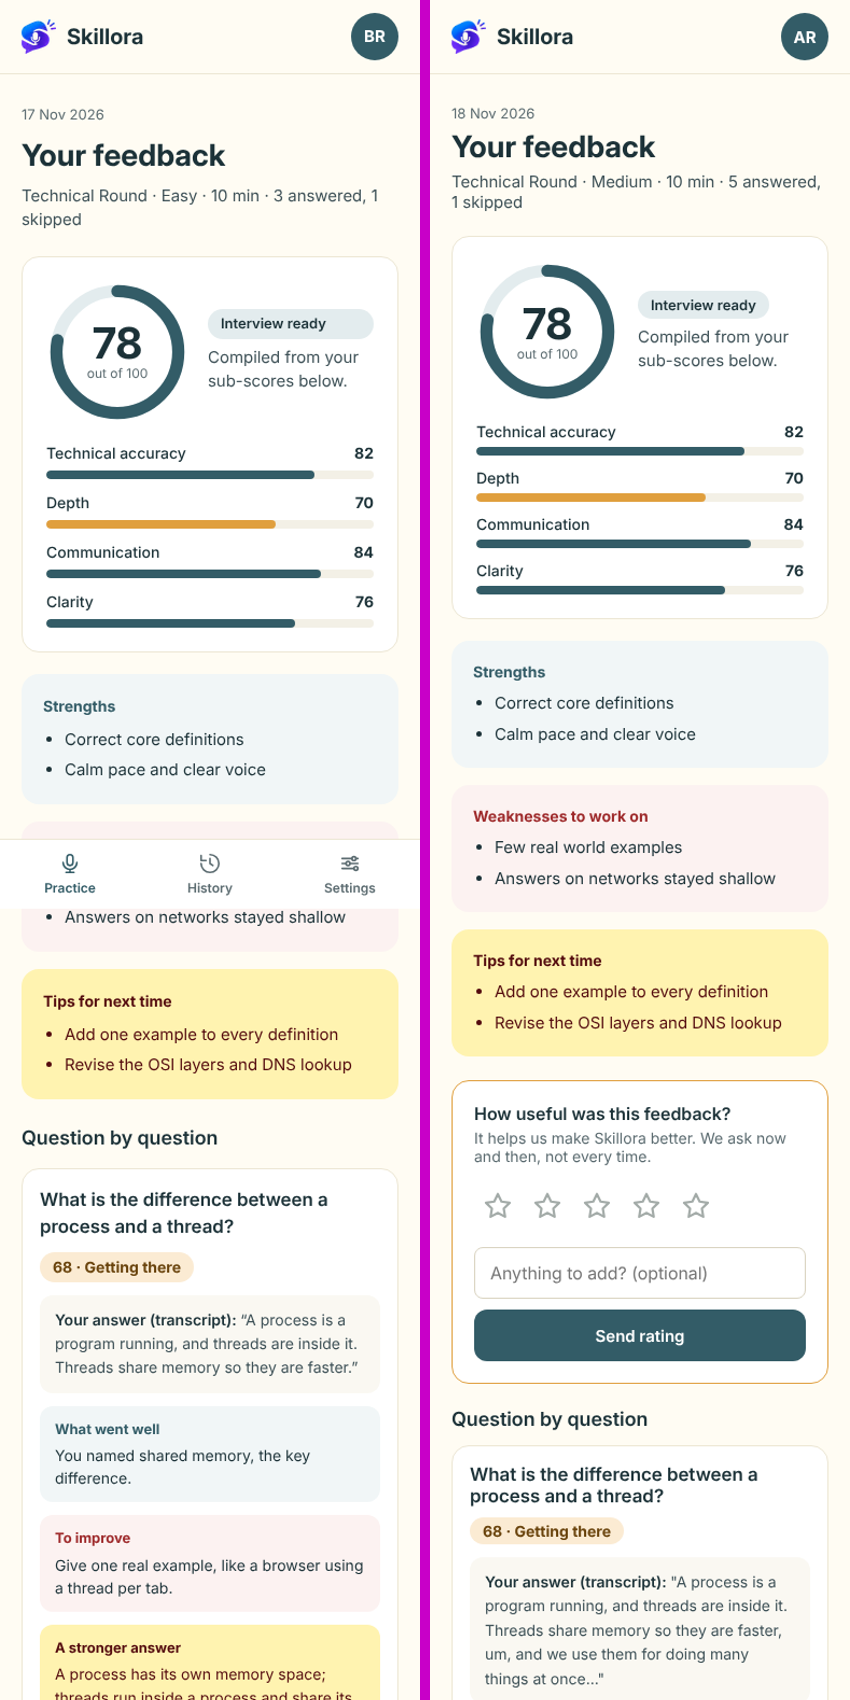 Skillora
BR
17 Nov 2026
Your feedback
Technical Round · Easy · 10 min · 3 answered, 1
skipped
78
out of 100
Interview ready
Compiled from your
sub-scores below.
Technical accuracy 82
Depth 70
Communication 84
Clarity 76
Strengths
• Correct core definitions
• Calm pace and clear voice
Practice
History
Settings
• Answers on networks stayed shallow
Tips for next time
• Add one example to every definition
• Revise the OSI layers and DNS lookup
Question by question
What is the difference between a
process and a thread?
68 · Getting there
Your answer (transcript): “A process is a
program running, and threads are inside it.
Threads share memory so they are faster.”
What went well
You named shared memory, the key
difference.
To improve
Give one real example, like a browser using
a thread per tab.
A stronger answer
A process has its own memory space;
threads run inside a process and share its
Skillora
AR
18 Nov 2026
Your feedback
Technical Round · Medium · 10 min · 5 answered,
1 skipped
78
out of 100
Interview ready
Compiled from your
sub-scores below.
Technical accuracy 82
Depth 70
Communication 84
Clarity 76
Strengths
• Correct core definitions
• Calm pace and clear voice
Weaknesses to work on
• Few real world examples
• Answers on networks stayed shallow
Tips for next time
• Add one example to every definition
• Revise the OSI layers and DNS lookup
How useful was this feedback?
It helps us make Skillora better. We ask now
and then, not every time.
Anything to add? (optional)
Send rating
Question by question
What is the difference between a
process and a thread?
68 · Getting there
Your answer (transcript): "A process is a
program running, and threads are inside it.
Threads share memory so they are faster,
um, and we use them for doing many
things at once..."